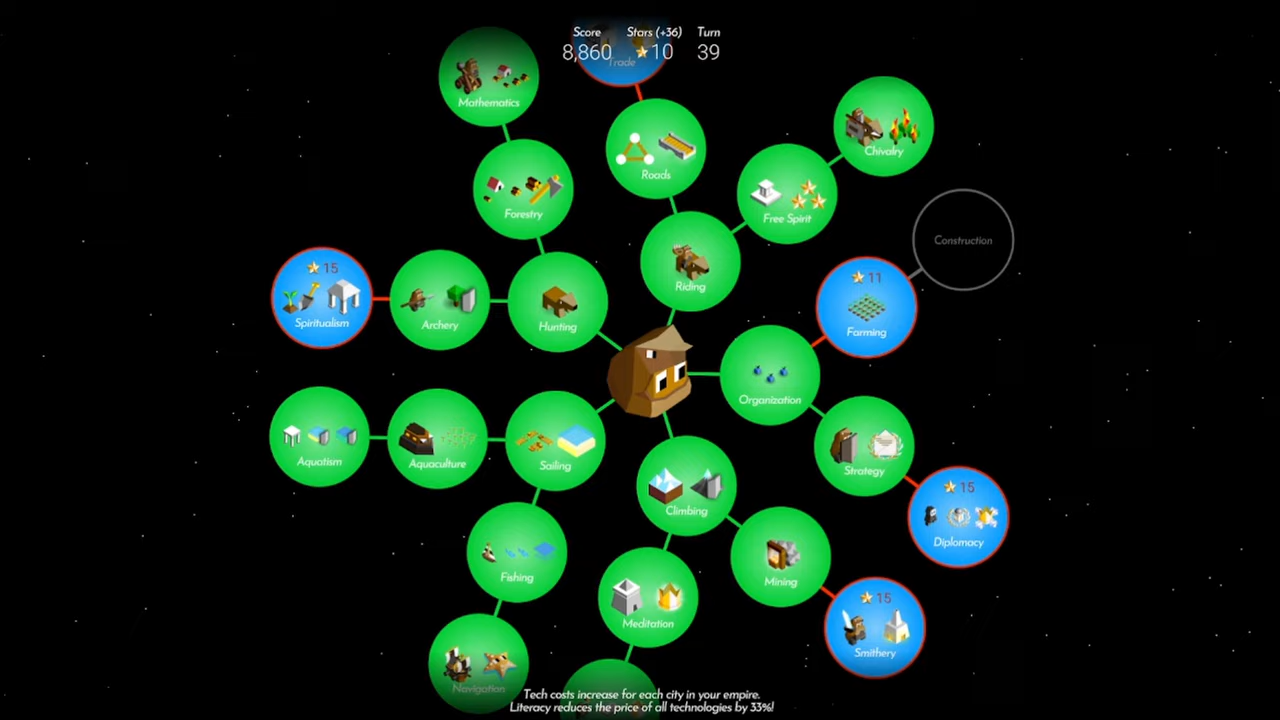 Score
Stars (+36)
Turn
8,860
10
39
Trade
Mathematics
Chivalry
Roads
Forestry
Free Spirit
Construction
Riding
15
Spiritualism
Archery
Hunting
11
Farming
Organization
Aquatism
Aquaculture
Sailing
Strategy
Climbing
15
Diplomacy
Fishing
Mining
Meditation
15
Smithery
Navigation
Tech costs increase for each city in your empire.
Literacy reduces the price of all technologies by 33%!